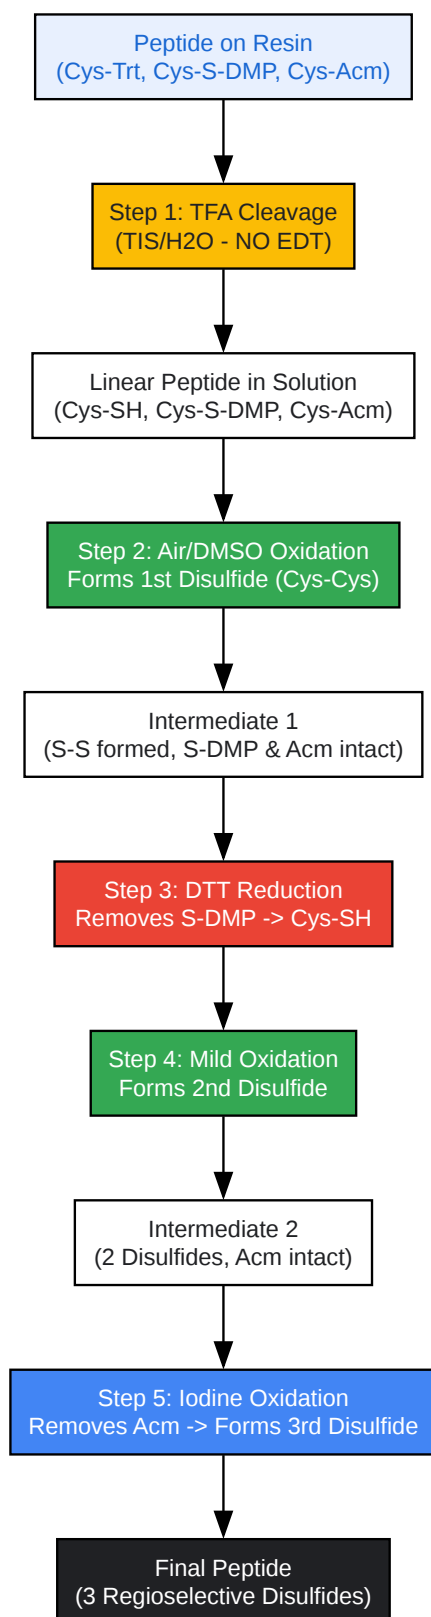 Peptide on Resin
(Cys-Trt, Cys-S-DMP, Cys-Acm)
Step 1: TFA Cleavage
(TIS/H2O - NO EDT)
Linear Peptide in Solution
(Cys-SH, Cys-S-DMP, Cys-Acm)
Step 2: Air/DMSO Oxidation
Forms 1st Disulfide (Cys-Cys)
Intermediate 1
(S-S formed, S-DMP & Acm intact)
Step 3: DTT Reduction
Removes S-DMP -> Cys-SH
Step 4: Mild Oxidation
Forms 2nd Disulfide
Intermediate 2
(2 Disulfides, Acm intact)
Step 5: Iodine Oxidation
Removes Acm -> Forms 3rd Disulfide
Final Peptide
(3 Regioselective Disulfides)